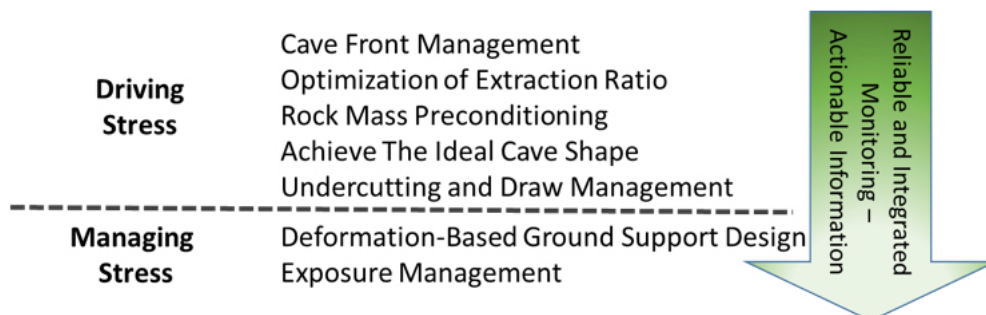 Driving
Stress
Cave Front Management
Optimization of Extraction Ratio
Rock Mass Preconditioning
Achieve The Ideal Cave Shape
Undercutting and Draw Management
Managing
Stress
Deformation-Based Ground Support Design
Exposure Management
Reliable and Integrated
Monitoring –
Actionable Information